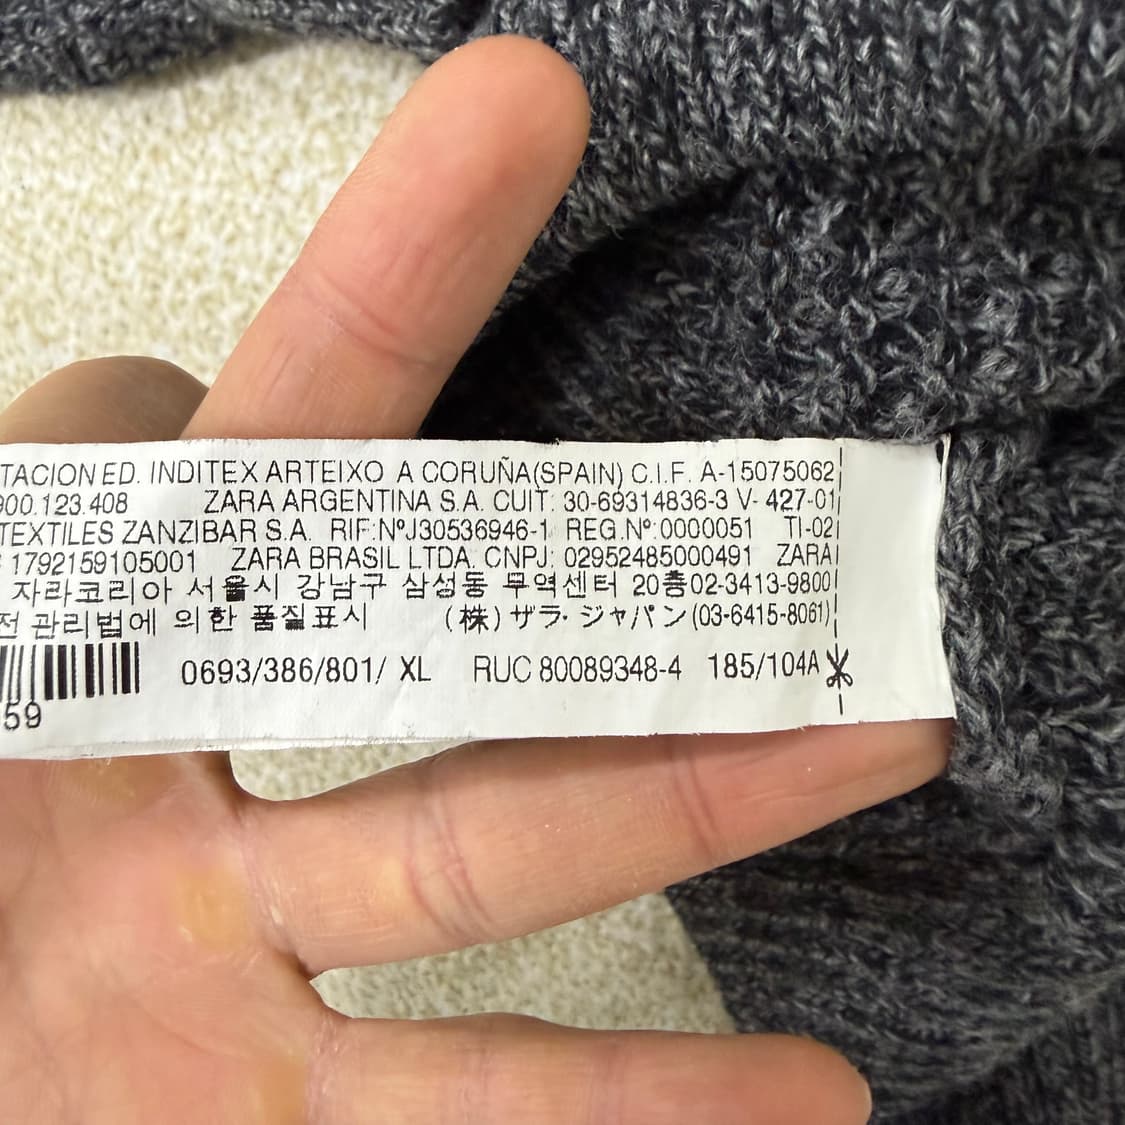 TACION ED. INDITEX ARTEIXO A CORUÑA(SPAIN) C.I.F. A-15075062
900.123.408 ZARA ARGENTINA S.A. CUIT: 30-69314836-3 V- 427-01
TEXTILES ZANZIBAR S.A. RIF:NºJ30536946-1 REG.Nº:0000051 TI-02
1792159105001 ZARA BRASIL LTDA. CNPJ: 02952485000491 ZARA
자라코리아 서울시 강남구 삼성동 무역센터 20층02-3413-9800
전 관리법에 의한 품질표시 (株)ザラ・ジャパン(03-6415-8061)
0693/386/801/ XL RUC 80089348-4 185/104A
59